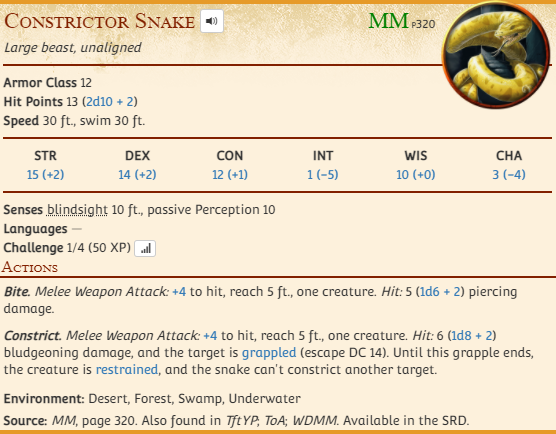 Constrictor Snake
MM P320
Large beast, unaligned
Armor Class 12
Hit Points 13 (2d10 + 2)
Speed 30 ft., swim 30 ft.
STR DEX CON INT WIS CHA
15 (+2) 14 (+2) 12 (+1) 1 (−5) 10 (+0) 3 (−4)
Senses blindsight 10 ft., passive Perception 10
Languages —
Challenge 1/4 (50 XP)
Actions
Bite. Melee Weapon Attack: +4 to hit, reach 5 ft., one creature. Hit: 5 (1d6 + 2) piercing
damage.
Constrict. Melee Weapon Attack: +4 to hit, reach 5 ft., one creature. Hit: 6 (1d8 + 2)
bludgeoning damage, and the target is grappled (escape DC 14). Until this grapple ends,
the creature is restrained, and the snake can't constrict another target.
Environment: Desert, Forest, Swamp, Underwater
Source: MM, page 320. Also found in TftYP; ToA; WDMM. Available in the SRD.